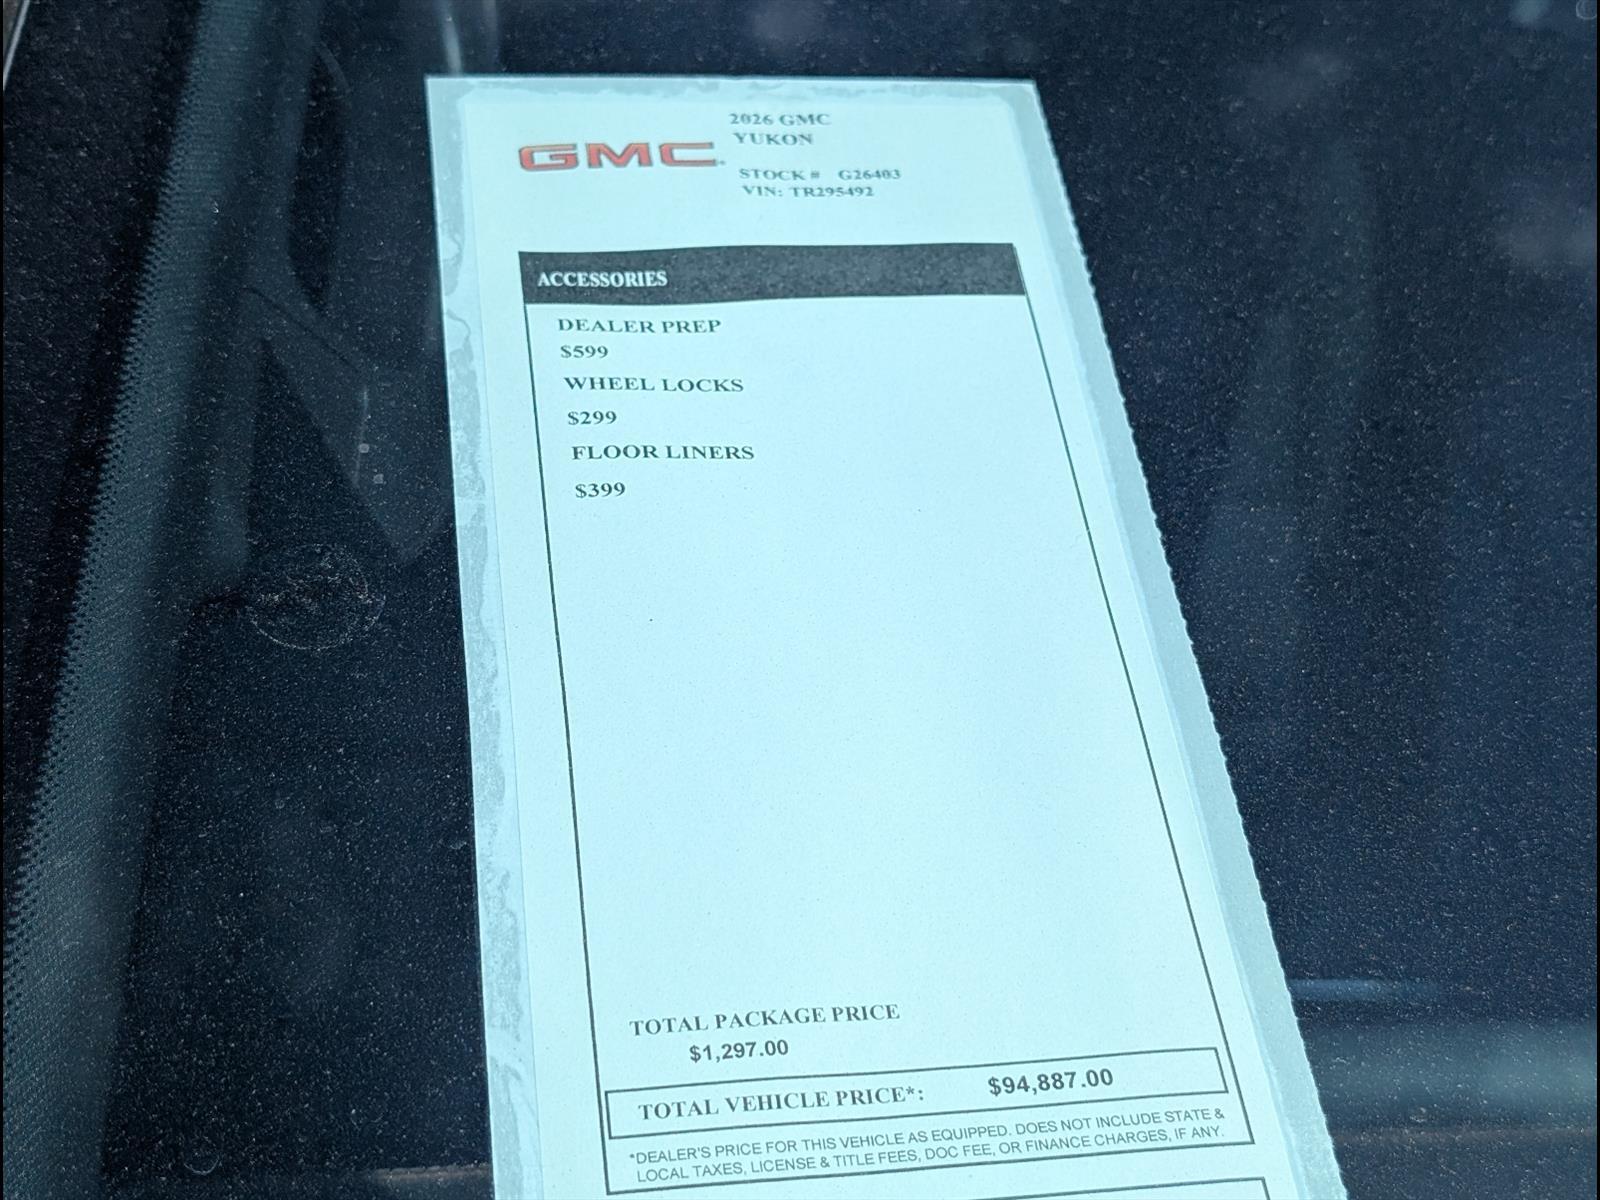 2026 GMC
YUKON
GMC
STOCK # G26403
VIN: TR295492
ACCESSORIES
DEALER PREP
$599
WHEEL LOCKS
$299
FLOOR LINERS
$399
TOTAL PACKAGE PRICE
$1,297.00
TOTAL VEHICLE PRICE*: $94,887.00
*DEALER'S PRICE FOR THIS VEHICLE AS EQUIPPED. DOES NOT INCLUDE STATE &
LOCAL TAXES, LICENSE & TITLE FEES, DOC FEE, OR FINANCE CHARGES, IF ANY.